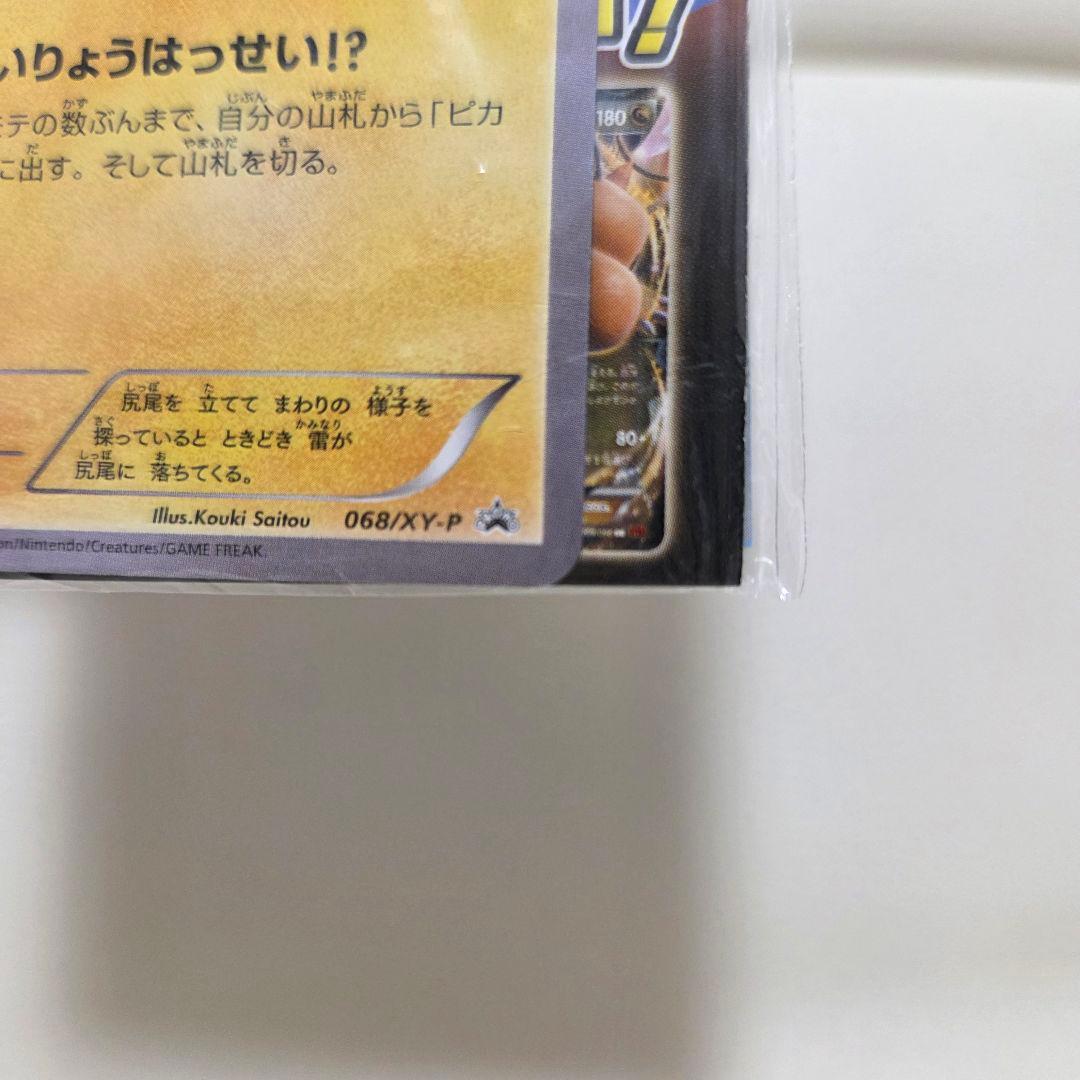 いりょうはっせい!?
テの数ぶんまで、自分の山札から「ピカ
に出す。そして山札を切る。
尻尾を 立てて まわりの 様子を
探っていると ときどき 雷が
尻尾に 落ちてくる。
Illus.Kouki Saitou 068/XY-P
on/Nintendo/Creatures/GAME FREAK.
!
180
80+